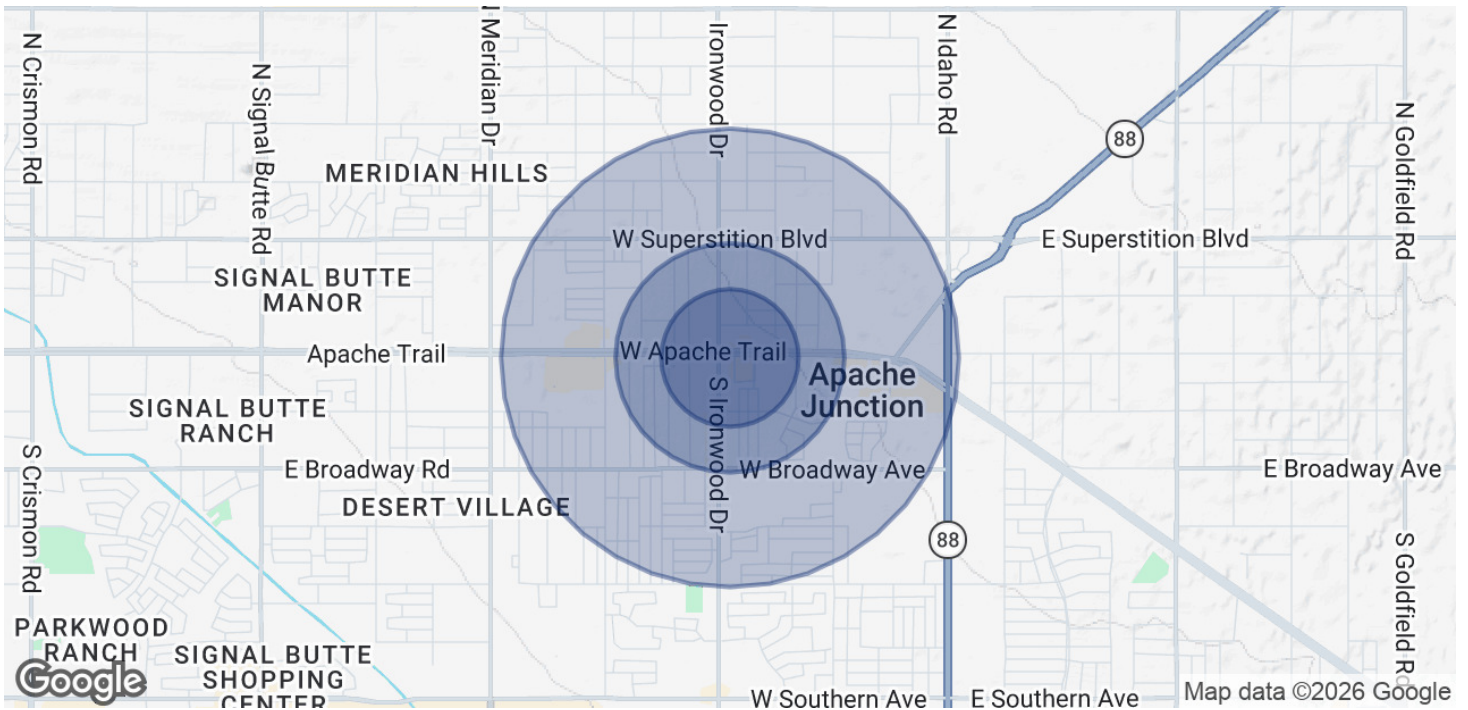 N Crismon Rd
N Signal Butte Rd
N Meridian Dr
Ironwood Dr
N Idaho Rd
88
N Goldfield Rd
MERIDIAN HILLS
W Superstition Blvd
E Superstition Blvd
SIGNAL BUTTE
MANOR
Apache Trail
W Apache Trail
Apache
Junction
SIGNAL BUTTE
RANCH
S Ironwood Dr
S Crismon Rd
E Broadway Rd
W Broadway Ave
E Broadway Ave
DESERT VILLAGE
88
S Goldfield Rd
PARKWOOD
RANCH
SIGNAL BUTTE
SHOPPING
CENTER
Google
W Southern Ave
E Southern Ave
Map data ©2026 Google